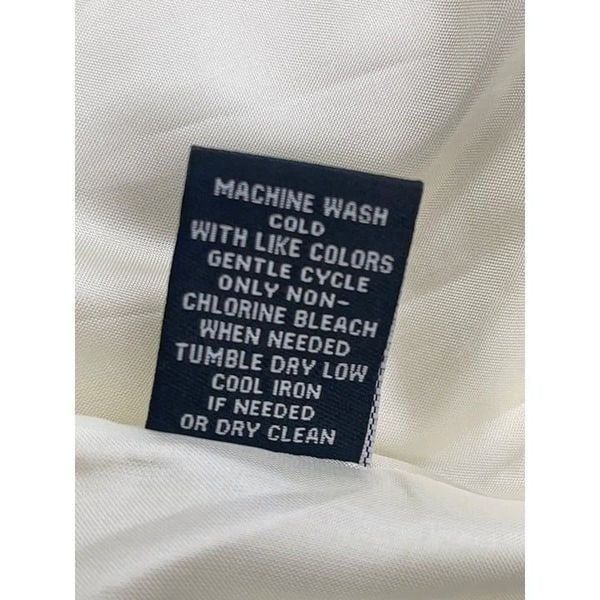 MACHINE WASH
COLD
WITH LIKE COLORS
GENTLE CYCLE
ONLY NON-
CHLORINE BLEACH
WHEN NEEDED
TUMBLE DRY LOW
COOL IRON
IF NEEDED
OR DRY CLEAN